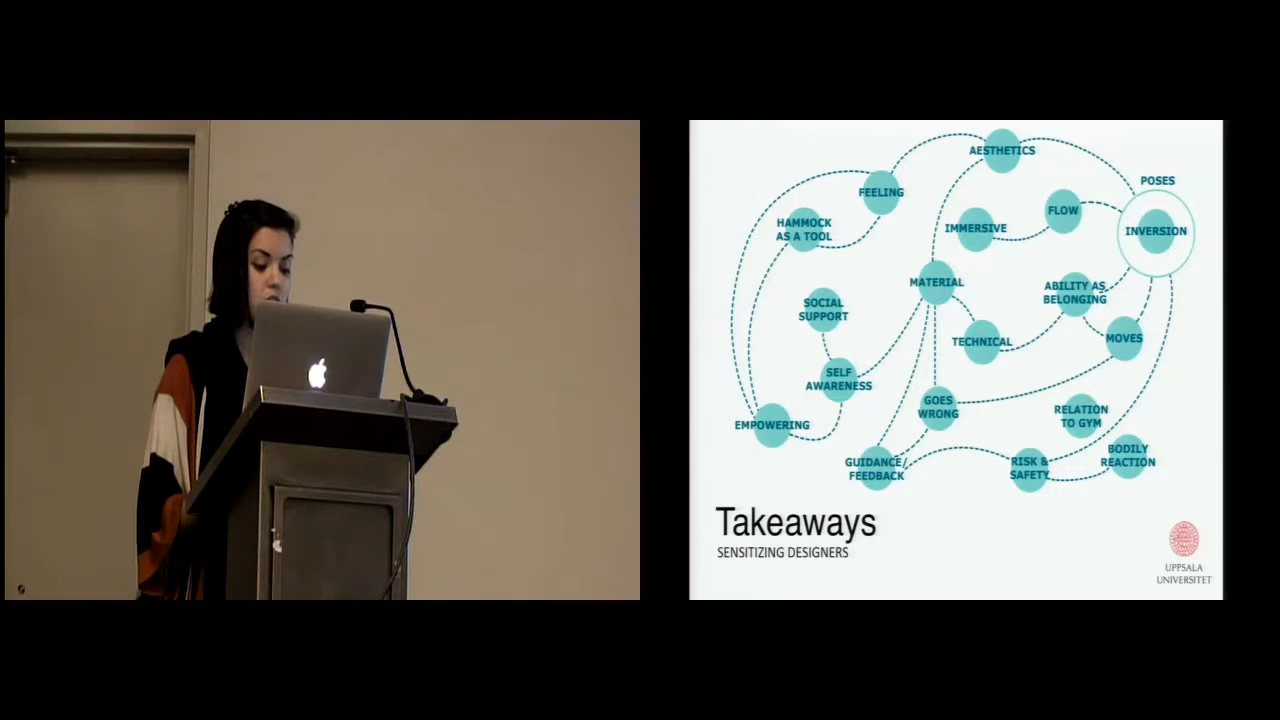 AESTHETICS
POSES
FEELING
FLOW
HAMMOCK
AS A TOOL
IMMERSIVE
INVERSION
MATERIAL
ABILITY AS
BELONGING
SOCIAL
SUPPORT
TECHNICAL
MOVES
SELF
AWARENESS
GOES
WRONG
RELATION
TO GYM
EMPOWERING
BODILY
REACTION
GUIDANCE/
FEEDBACK
RISK &
SAFETY
Takeaways
SENSITIZING DESIGNERS
UPPSALA
UNIVERSITET